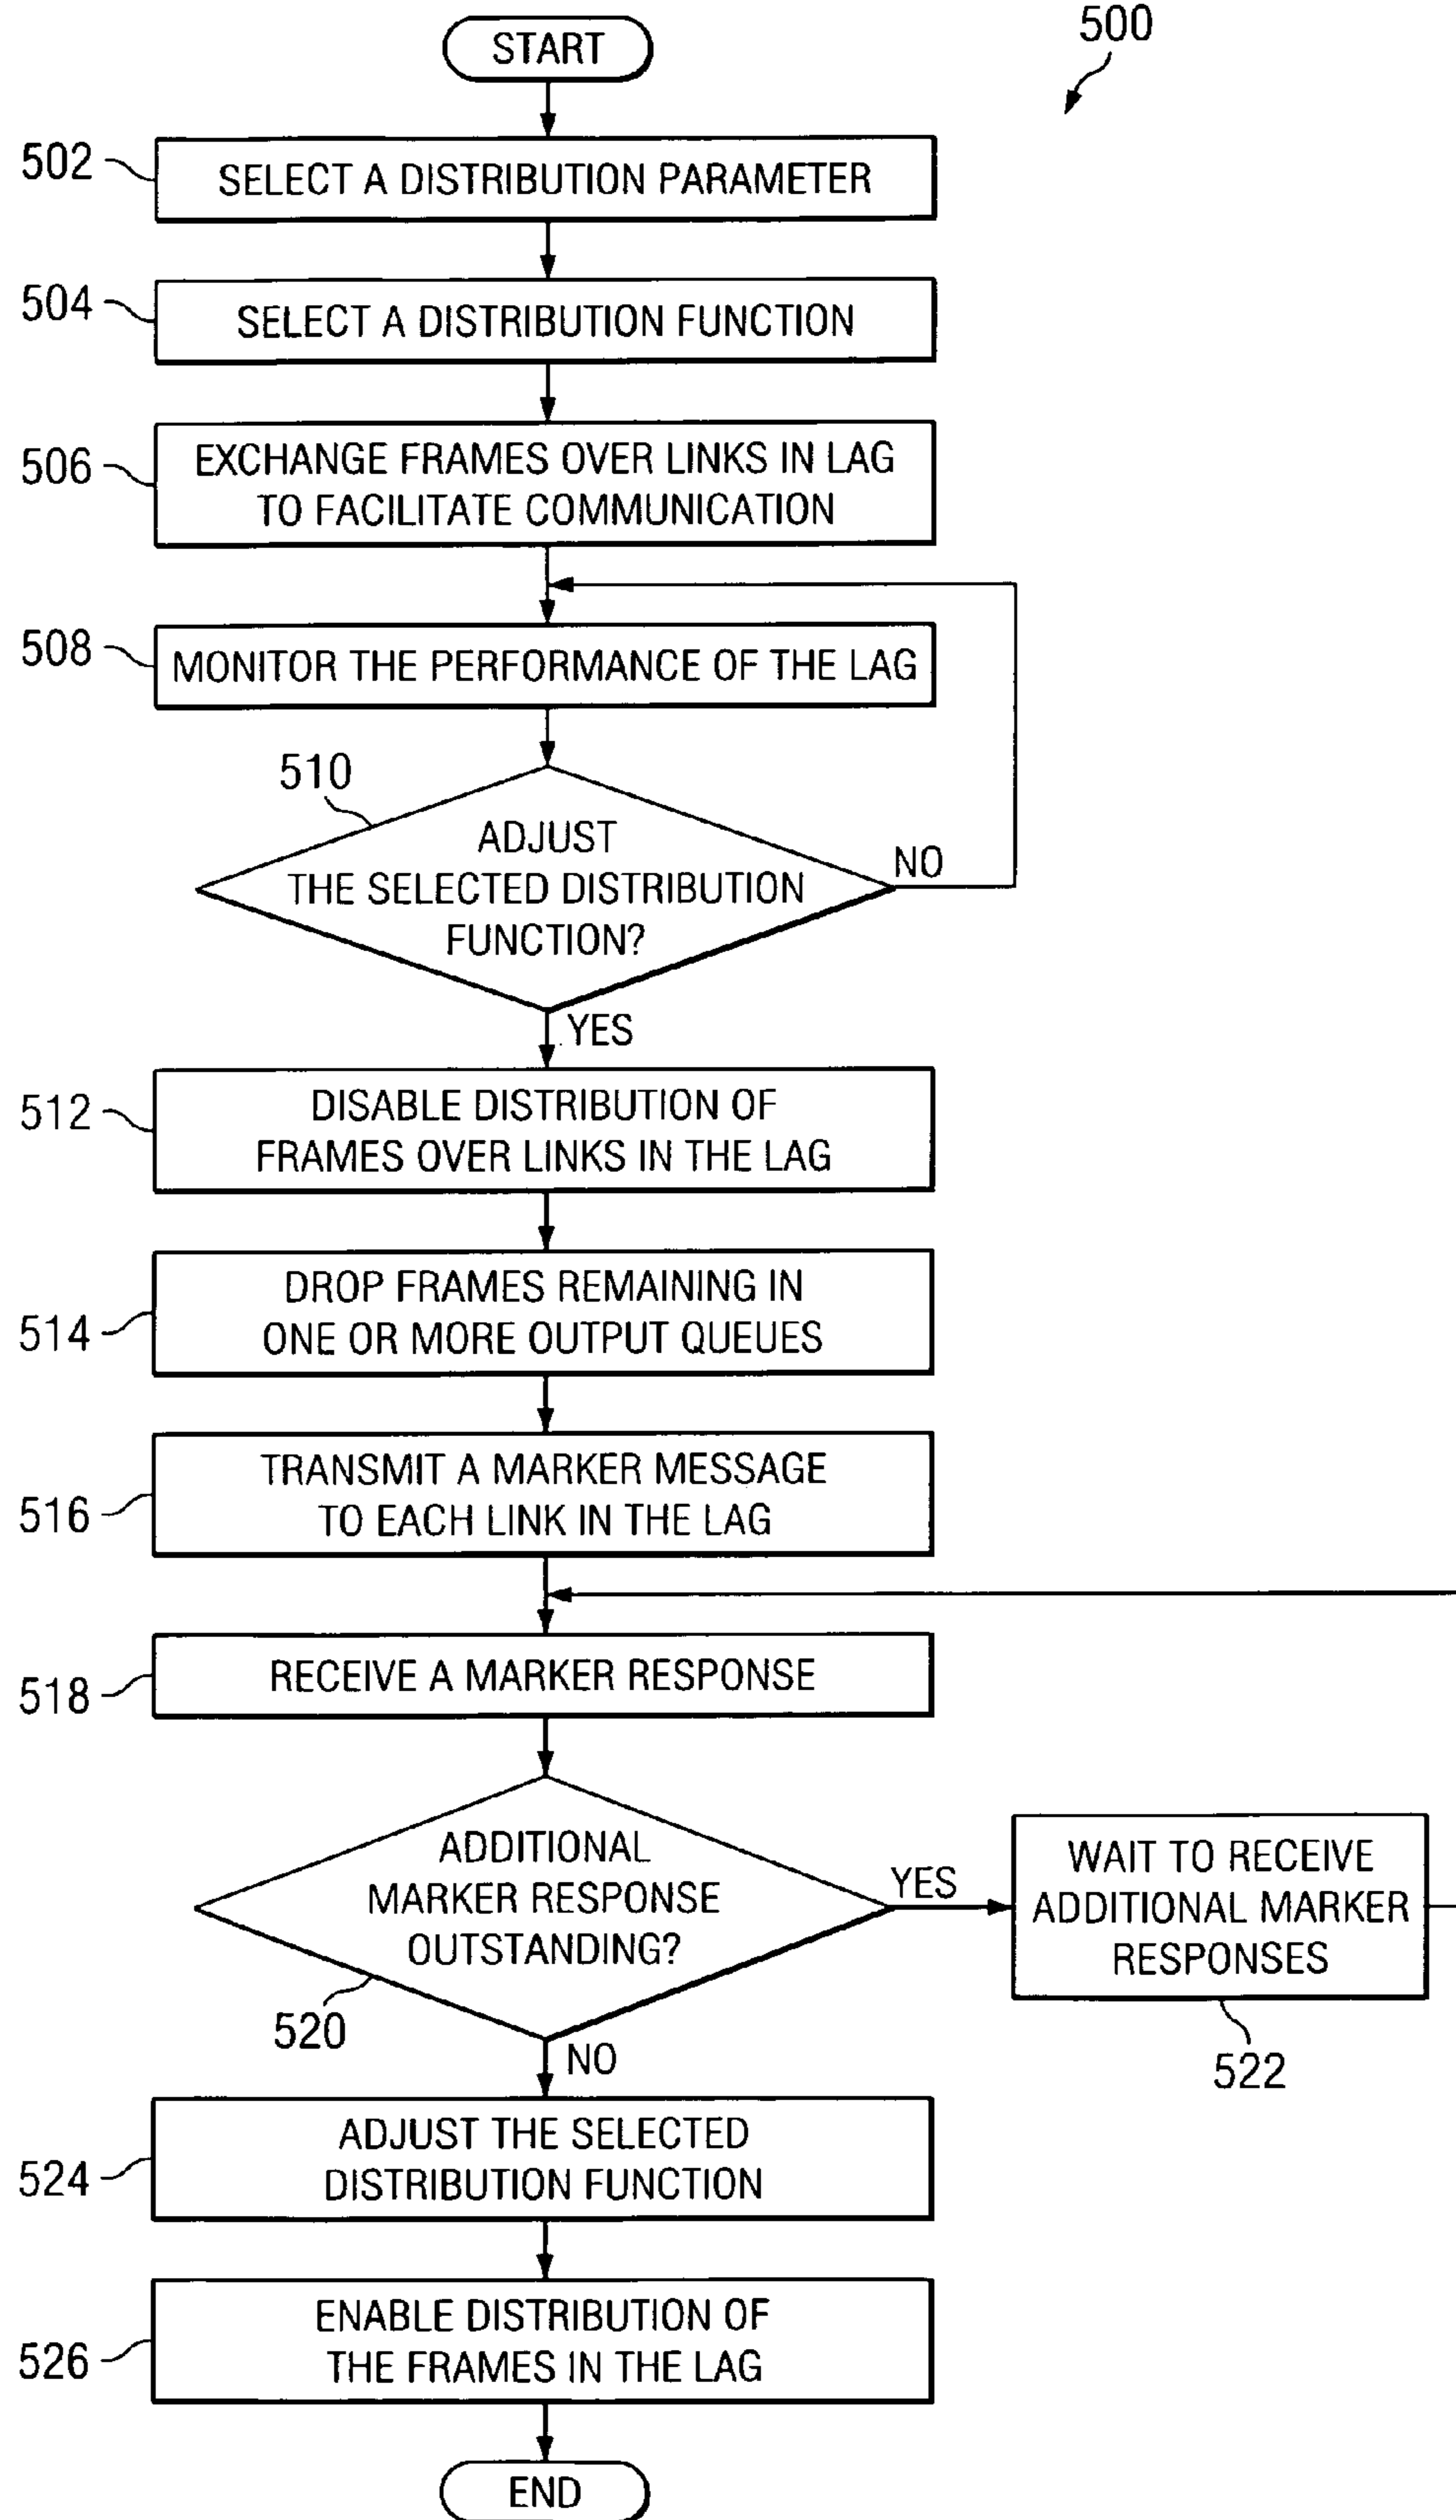 500
START
502
SELECT A DISTRIBUTION PARAMETER
504
SELECT A DISTRIBUTION FUNCTION
506
EXCHANGE FRAMES OVER LINKS IN LAG
TO FACILITATE COMMUNICATION
508
MONITOR THE PERFORMANCE OF THE LAG
510
ADJUST
THE SELECTED DISTRIBUTION
FUNCTION?
NO
YES
512
DISABLE DISTRIBUTION OF
FRAMES OVER LINKS IN THE LAG
514
DROP FRAMES REMAINING IN
ONE OR MORE OUTPUT QUEUES
516
TRANSMIT A MARKER MESSAGE
TO EACH LINK IN THE LAG
518
RECEIVE A MARKER RESPONSE
520
ADDITIONAL
MARKER RESPONSE
OUTSTANDING?
YES
WAIT TO RECEIVE
ADDITIONAL MARKER
RESPONSES
522
NO
524
ADJUST THE SELECTED
DISTRIBUTION FUNCTION
526
ENABLE DISTRIBUTION OF
THE FRAMES IN THE LAG
END